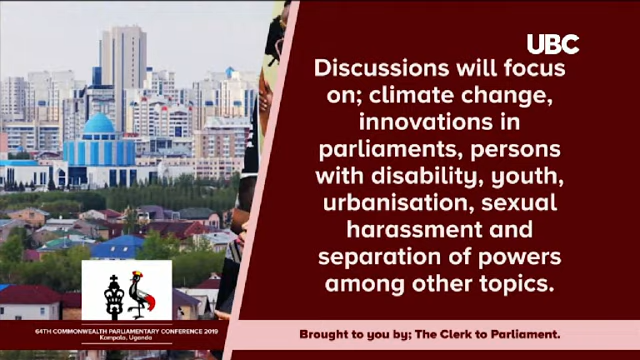 UBC
Discussions will focus
on; climate change,
innovations in
parliaments, persons
with disability, youth,
urbanisation, sexual
harassment and
separation of powers
among other topics.
64TH COMMONWEALTH PARLIAMENTARY CONFERENCE 2019
Kampala, Uganda
Brought to you by; The Clerk to Parliament.